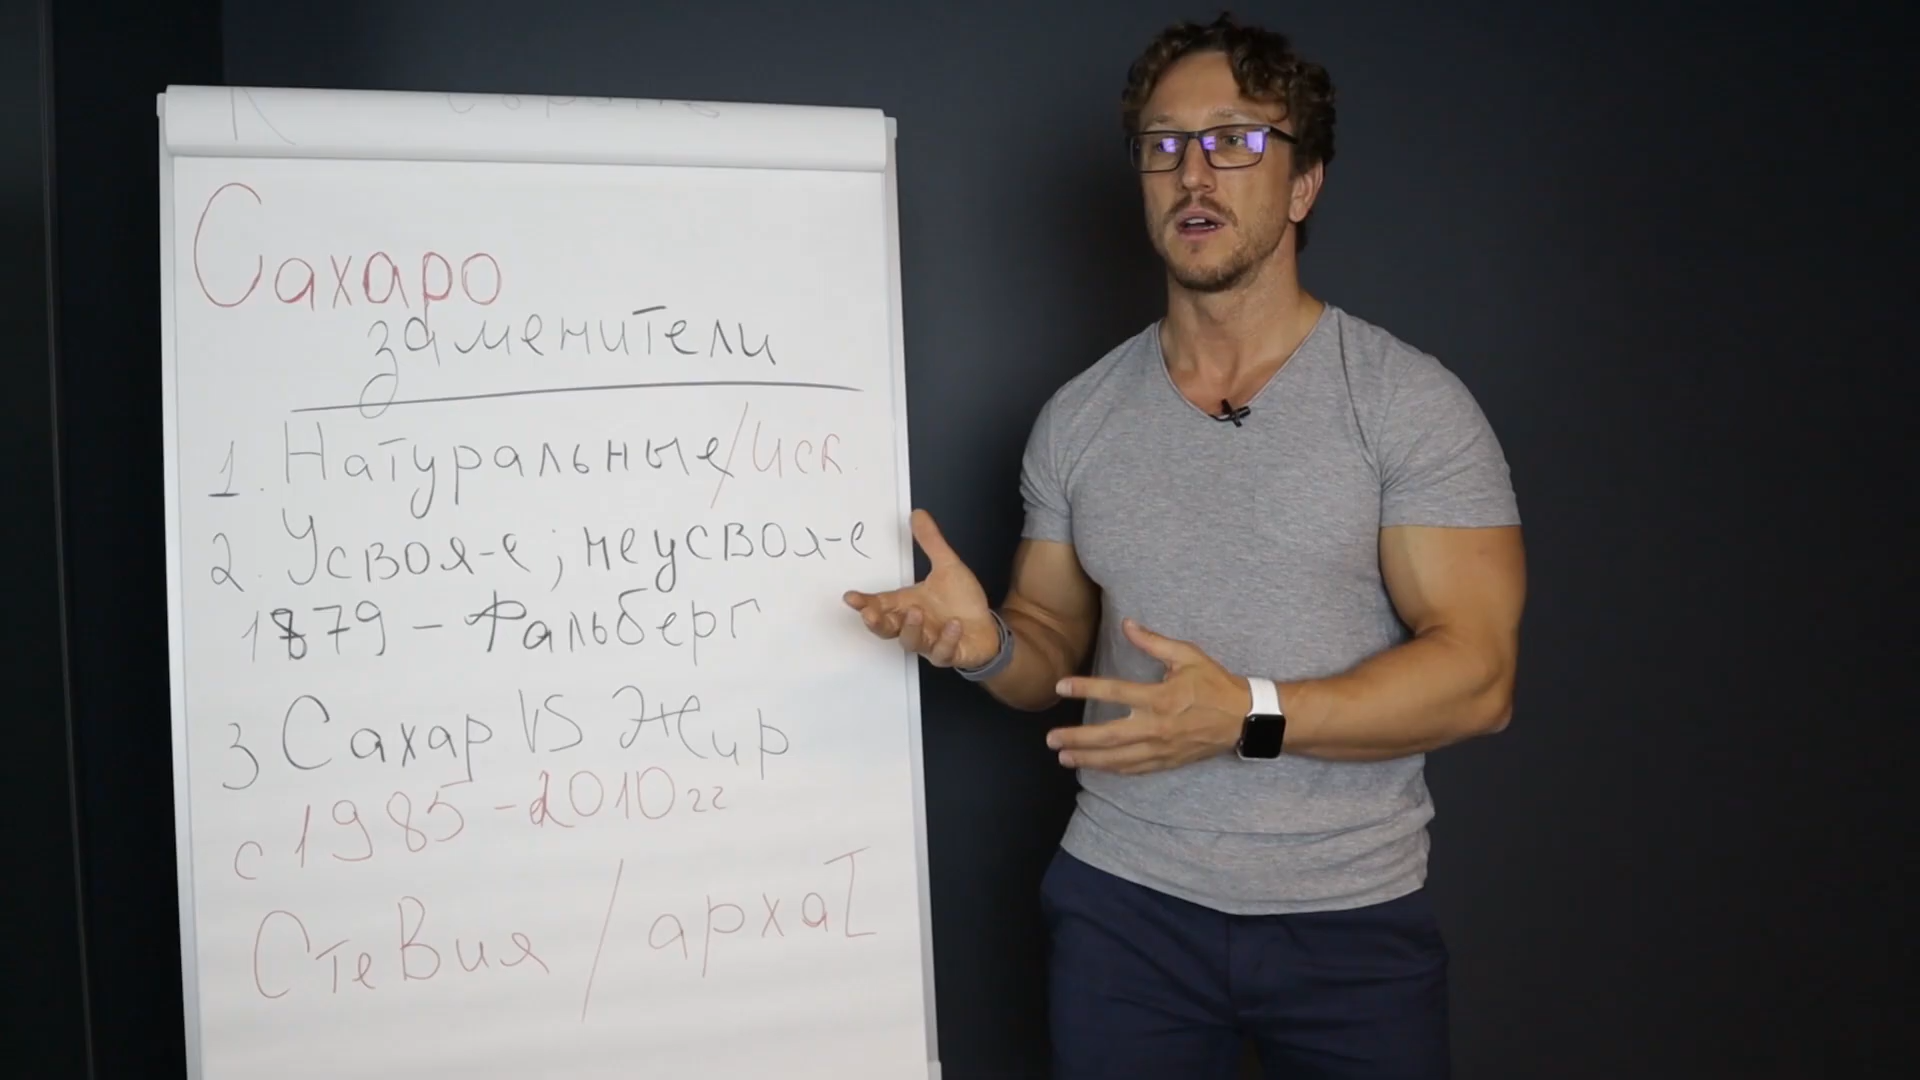 Сахаро
заменители
1. Натуральные/Иск.
2. Усвоя-е; неусвоя-е
1879 - Фальберг
3 Сахар VS Жир
с 1985-2010гг
Стевия / архат